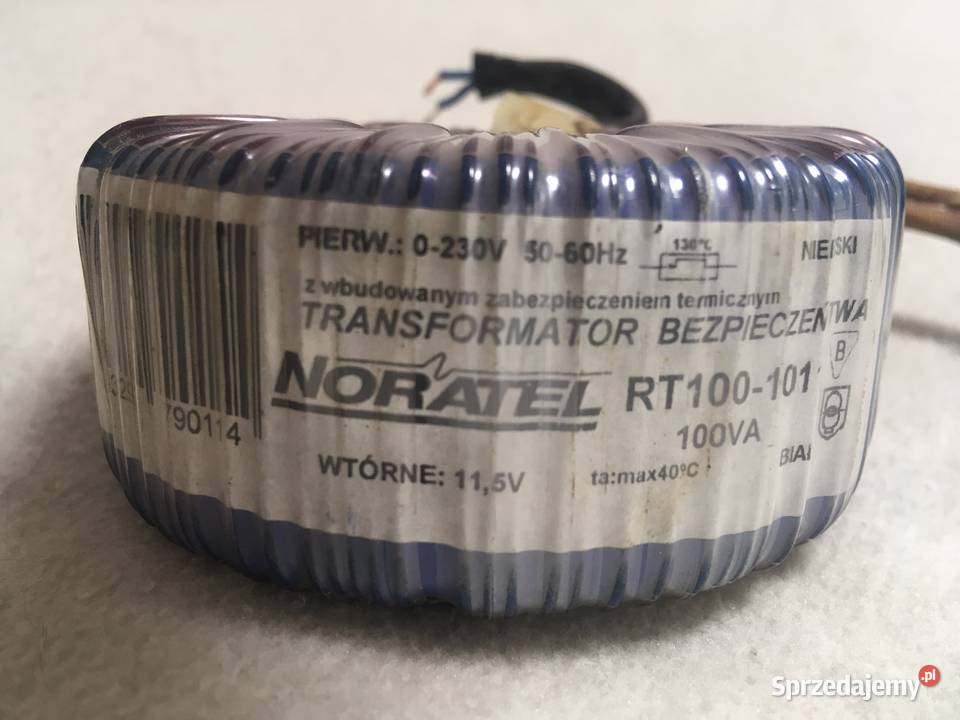 PIERW.: 0-230V 50-60Hz
130°C
z wbudowanym zabezpieczeniem termicznym
TRANSFORMATOR BEZPIECZEŃSTWA
B
NORATEL RT100-101
100VA
WTÓRNE: 11,5V
ta:max40°C
790114
Sprzedajemy.pl